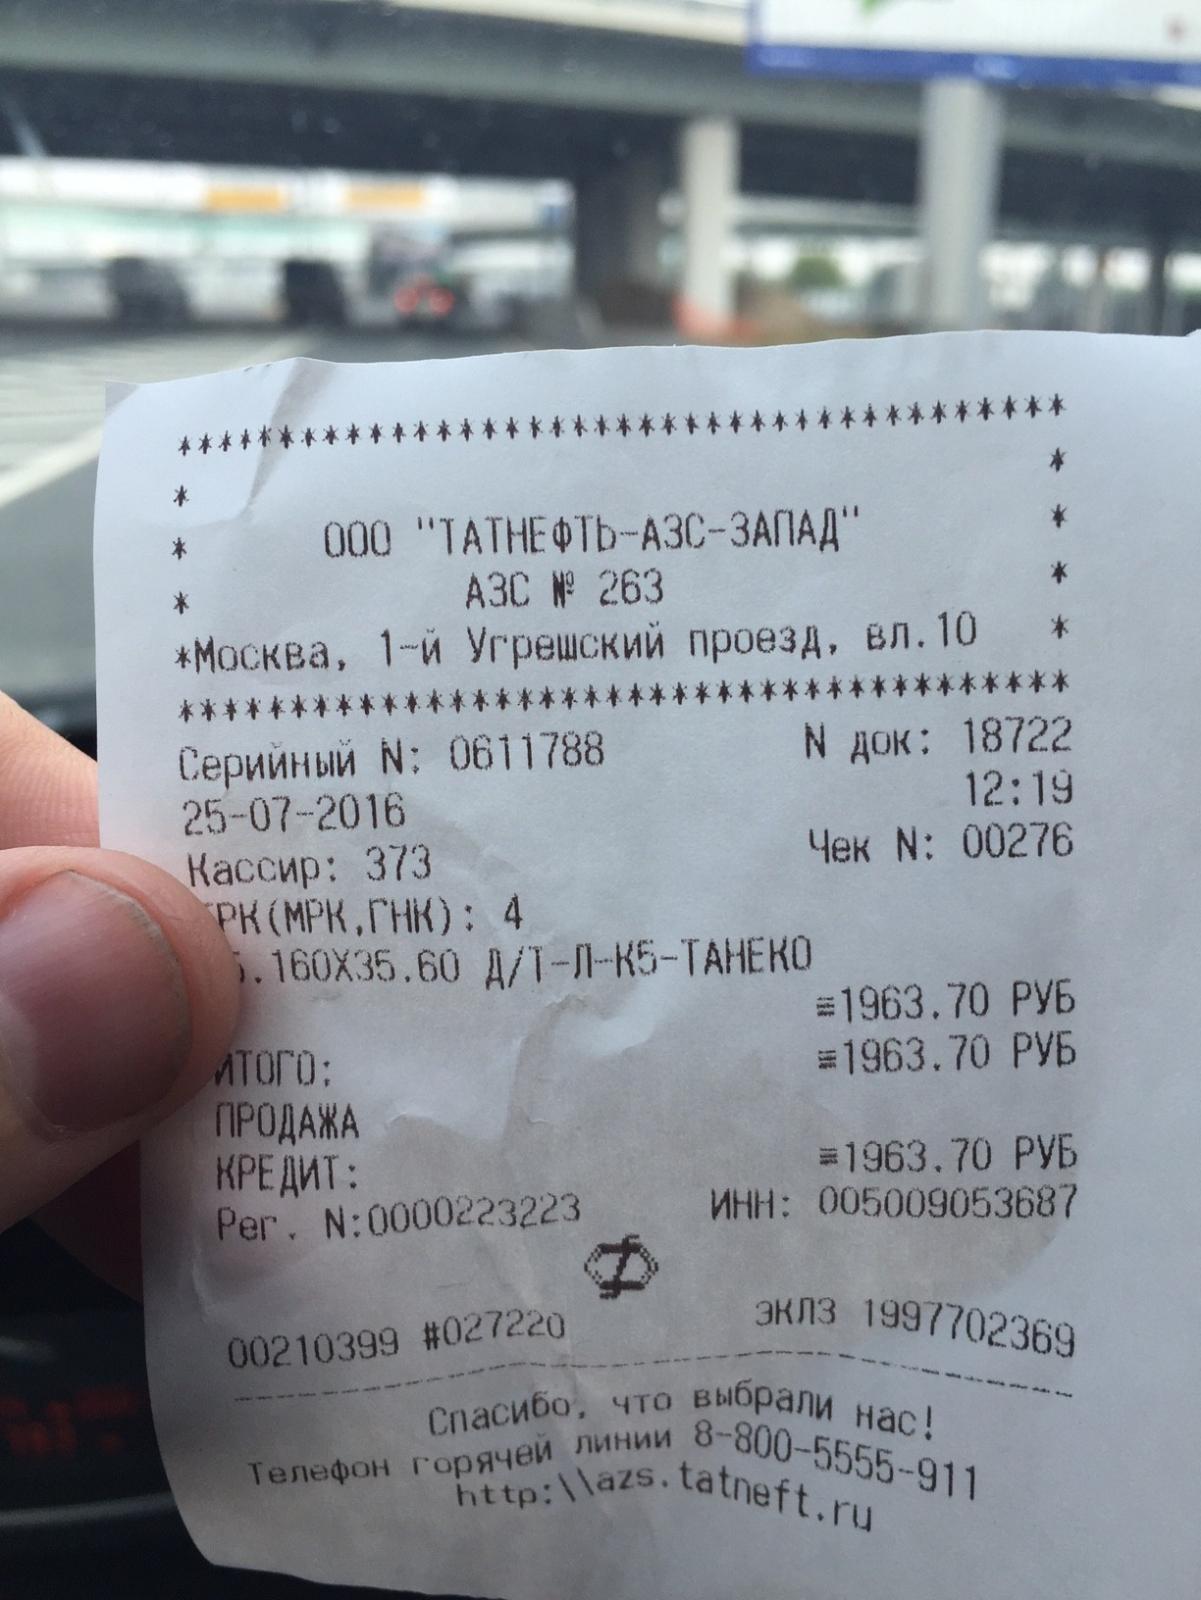 ****************************************
* *
* ООО "ТАТНЕФТЬ-АЗС-ЗАПАД" *
* АЗС № 263 *
*Москва, 1-й Угрешский проезд, вл.10 *
****************************************
Серийный N: 0611788 N док: 18722
25-07-2016 12:19
Кассир: 373 Чек N: 00276
РК(МРК,ГНК): 4
5.160X35.60 Д/Т-Л-К5-ТАНЕКО
≡1963.70 РУБ
ИТОГО: ≡1963.70 РУБ
ПРОДАЖА
КРЕДИТ: ≡1963.70 РУБ
Рег. N:0000223223 ИНН: 005009053687
00210399 #027220 ЭКЛЗ 1997702369
Спасибо, что выбрали нас!
Телефон горячей линии 8-800-5555-911
http:\\azs.tatneft.ru